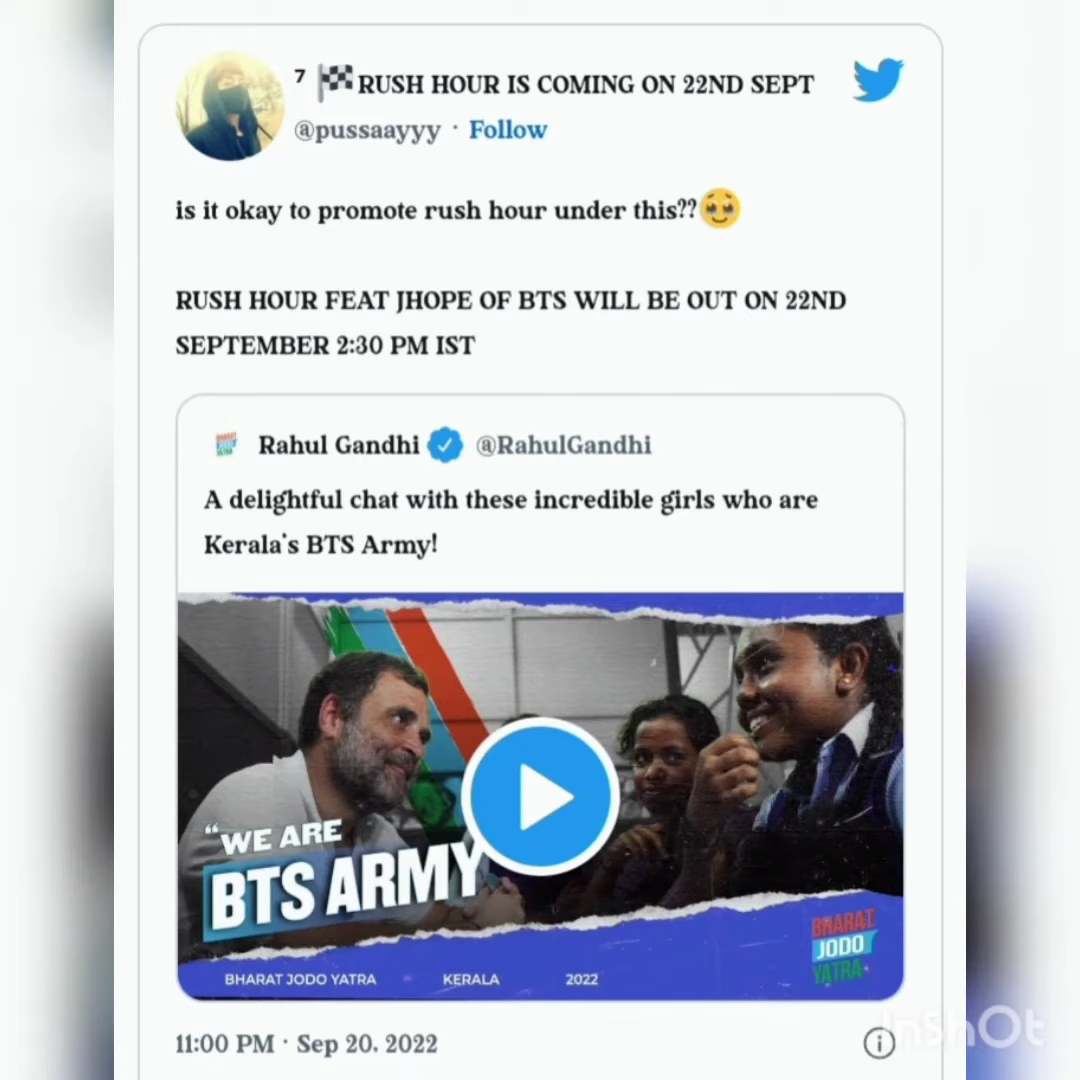 7 🏁RUSH HOUR IS COMING ON 22ND SEPT
@pussaayyy · Follow
is it okay to promote rush hour under this??🥹
RUSH HOUR FEAT JHOPE OF BTS WILL BE OUT ON 22ND
SEPTEMBER 2:30 PM IST
Rahul Gandhi @RahulGandhi
A delightful chat with these incredible girls who are
Kerala's BTS Army!
"WE ARE
BTS ARMY
BHARAT
JODO
YATRA
BHARAT JODO YATRA KERALA 2022
11:00 PM · Sep 20, 2022
InShOt